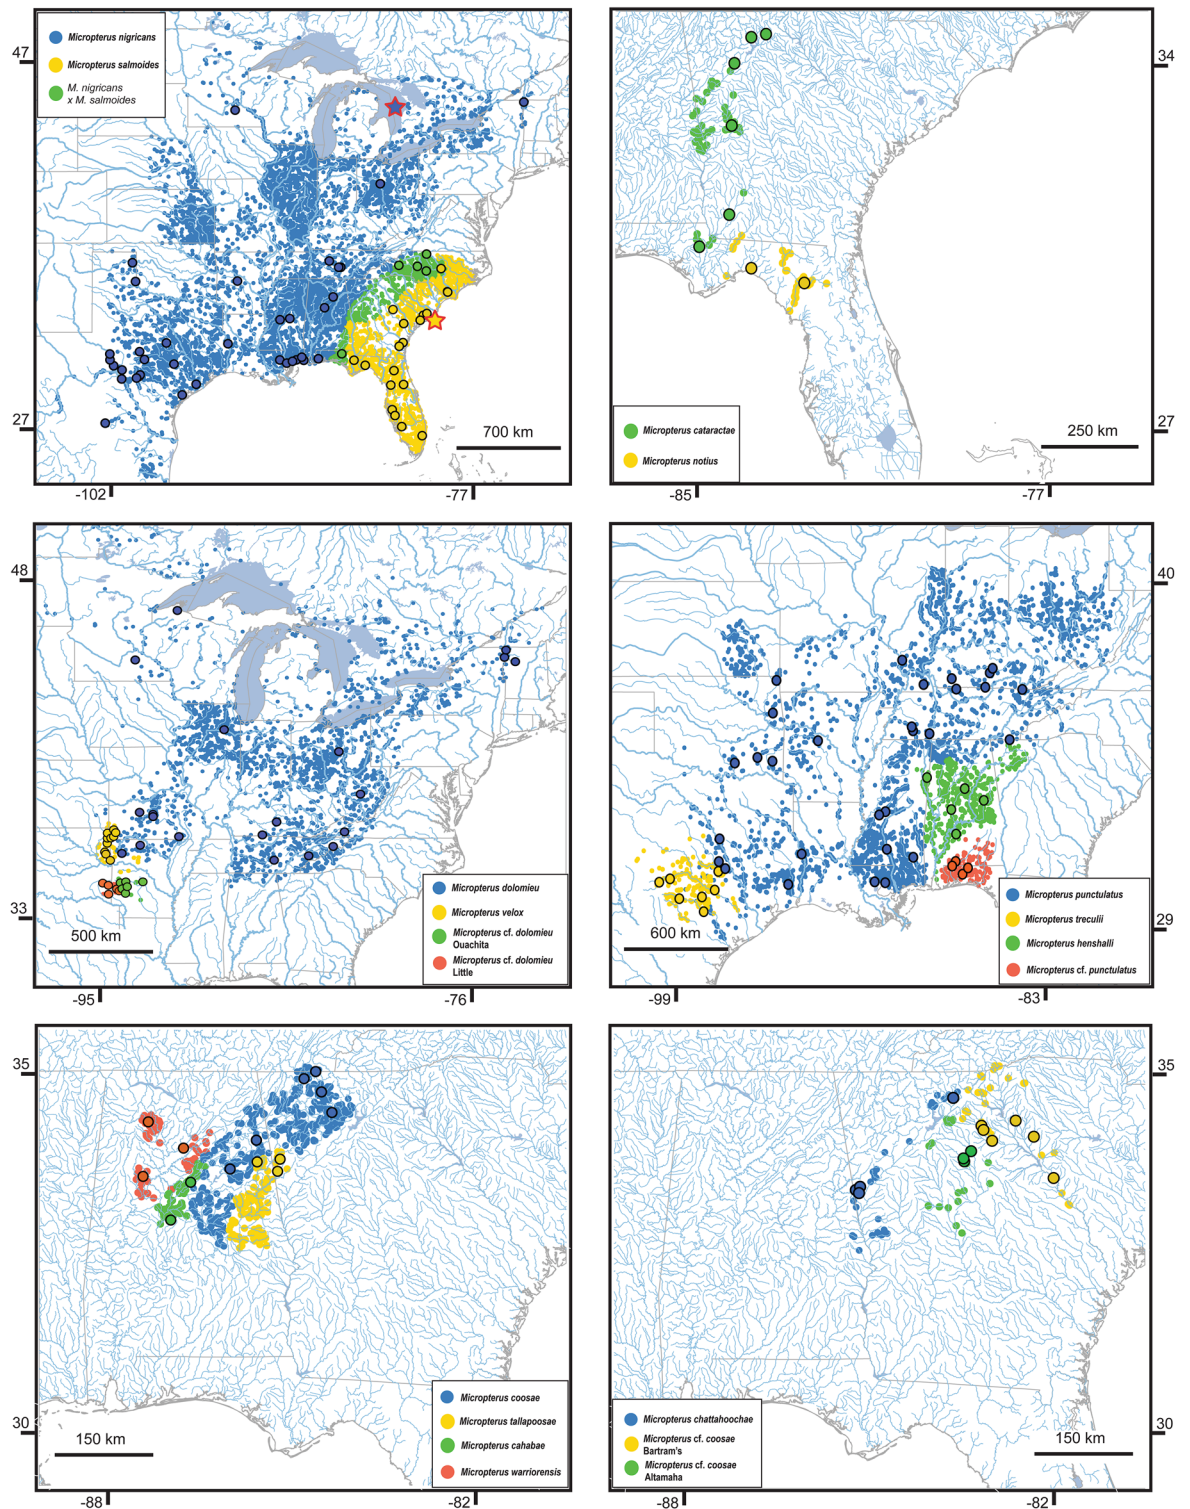 Micropterus nigricans
Micropterus salmoides
M. nigricans
x M. salmoides
47
27
700 km
-102
-77
34
27
Micropterus cataractae
Micropterus notius
250 km
-85
-77
48
33
500 km
Micropterus dolomieu
Micropterus velox
Micropterus cf. dolomieu
Ouachita
Micropterus cf. dolomieu
Little
-95
-76
40
29
600 km
Micropterus punctulatus
Micropterus treculii
Micropterus henshalli
Micropterus cf. punctulatus
-99
-83
35
30
150 km
Micropterus coosae
Micropterus tallapoosae
Micropterus cahabae
Micropterus warriorensis
-88
-82
35
30
Micropterus chattahoochae
Micropterus cf. coosae
Bartram's
Micropterus cf. coosae
Altamaha
150 km
-88
-82